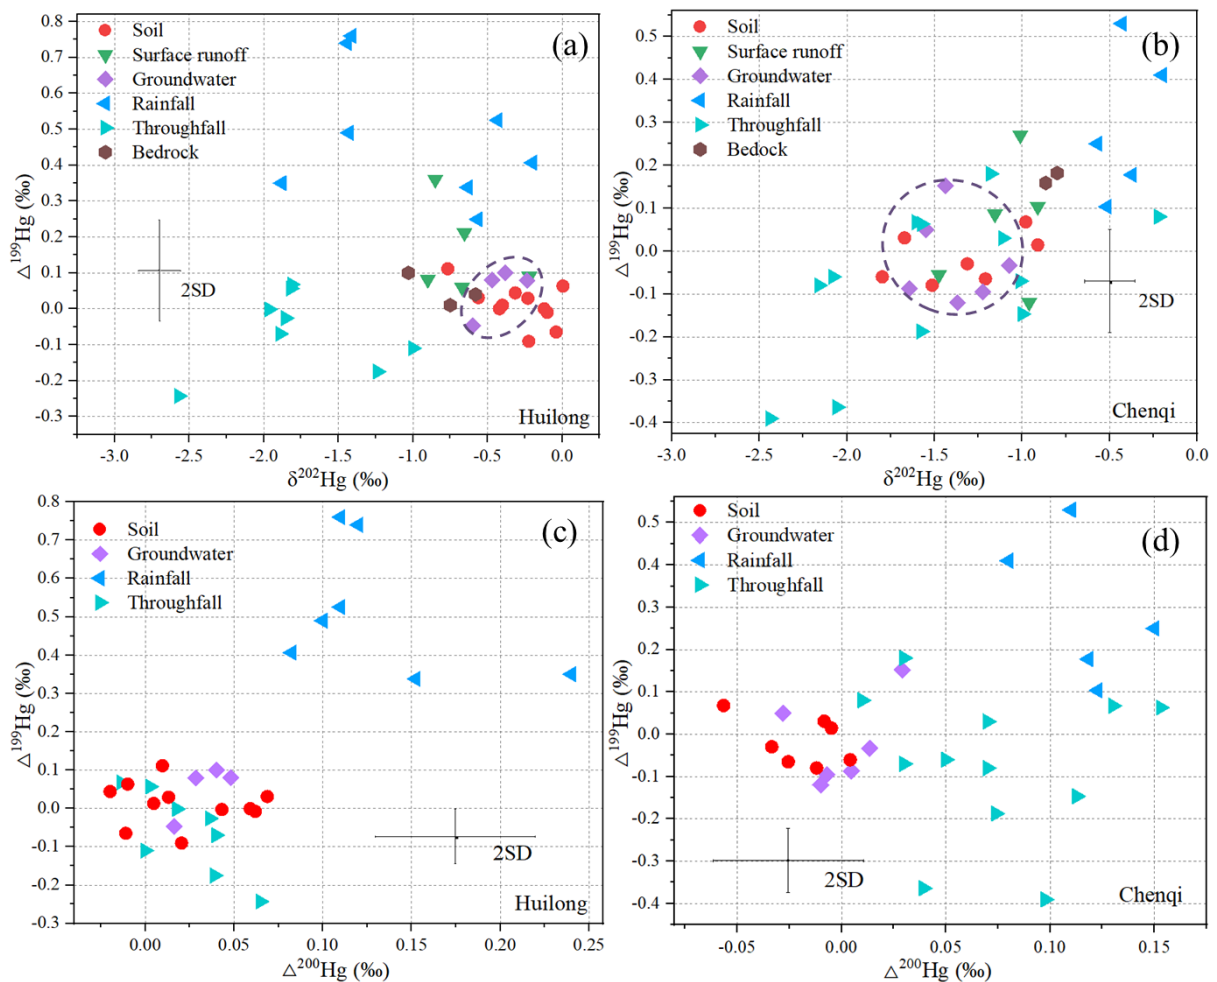 (a)
Soil
Surface runoff
Groundwater
Rainfall
Throughfall
Bedrock
2SD
Huilong
0.8
0.7
0.6
0.5
0.4
0.3
0.2
0.1
0.0
-0.1
-0.2
-0.3
△¹⁹⁹Hg (‰)
-3.0 -2.5 -2.0 -1.5 -1.0 -0.5 0.0
δ²⁰²Hg (‰)
(b)
Soil
Surface runoff
Groundwater
Rainfall
Throughfall
Bedock
2SD
Chenqi
0.5
0.4
0.3
0.2
0.1
0.0
-0.1
-0.2
-0.3
-0.4
△¹⁹⁹Hg (‰)
-3.0 -2.5 -2.0 -1.5 -1.0 -0.5 0.0
δ²⁰²Hg (‰)
(c)
Soil
Groundwater
Rainfall
Throughfall
2SD
Huilong
0.8
0.7
0.6
0.5
0.4
0.3
0.2
0.1
0.0
-0.1
-0.2
-0.3
△¹⁹⁹Hg (‰)
0.00 0.05 0.10 0.15 0.20 0.25
△²⁰⁰Hg (‰)
(d)
Soil
Groundwater
Rainfall
Throughfall
2SD
Chenqi
0.5
0.4
0.3
0.2
0.1
0.0
-0.1
-0.2
-0.3
-0.4
△¹⁹⁹Hg (‰)
-0.05 0.00 0.05 0.10 0.15
△²⁰⁰Hg (‰)